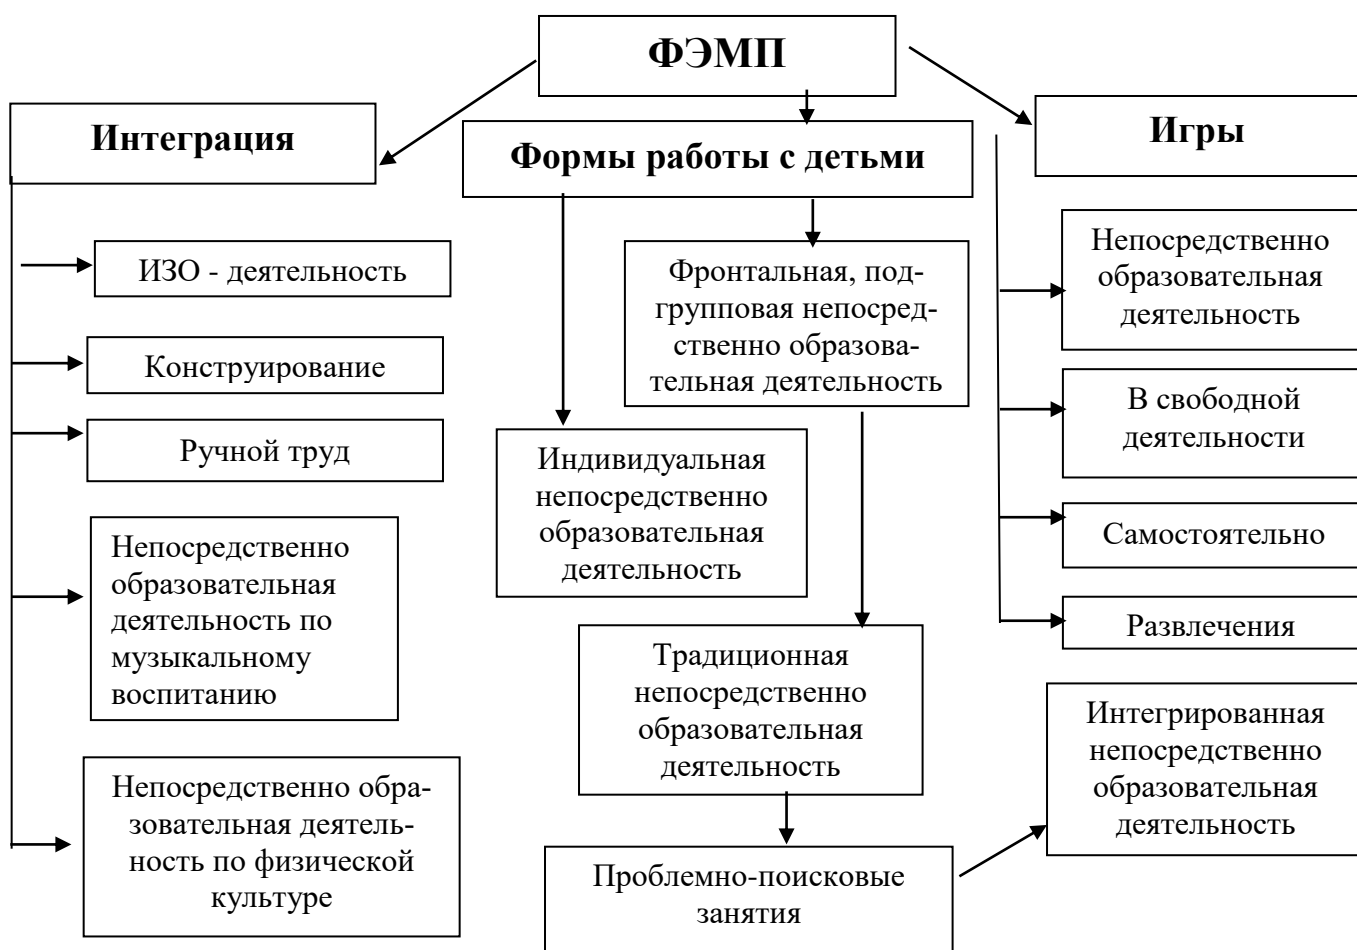 ФЭМП
Интеграция
Формы работы с детьми
Игры
ИЗО - деятельность
Конструирование
Ручной труд
Непосредственно
образовательная
деятельность по
музыкальному
воспитанию
Непосредственно обра-
зовательная деятель-
ность по физической
культуре
Фронтальная, под-
групповая непосред-
ственно образова-
тельная деятельность
Индивидуальная
непосредственно
образовательная
деятельность
Традиционная
непосредственно
образовательная
деятельность
Проблемно-поисковые
занятия
Непосредственно
образовательная
деятельность
В свободной
деятельности
Самостоятельно
Развлечения
Интегрированная
непосредственно
образовательная
деятельность